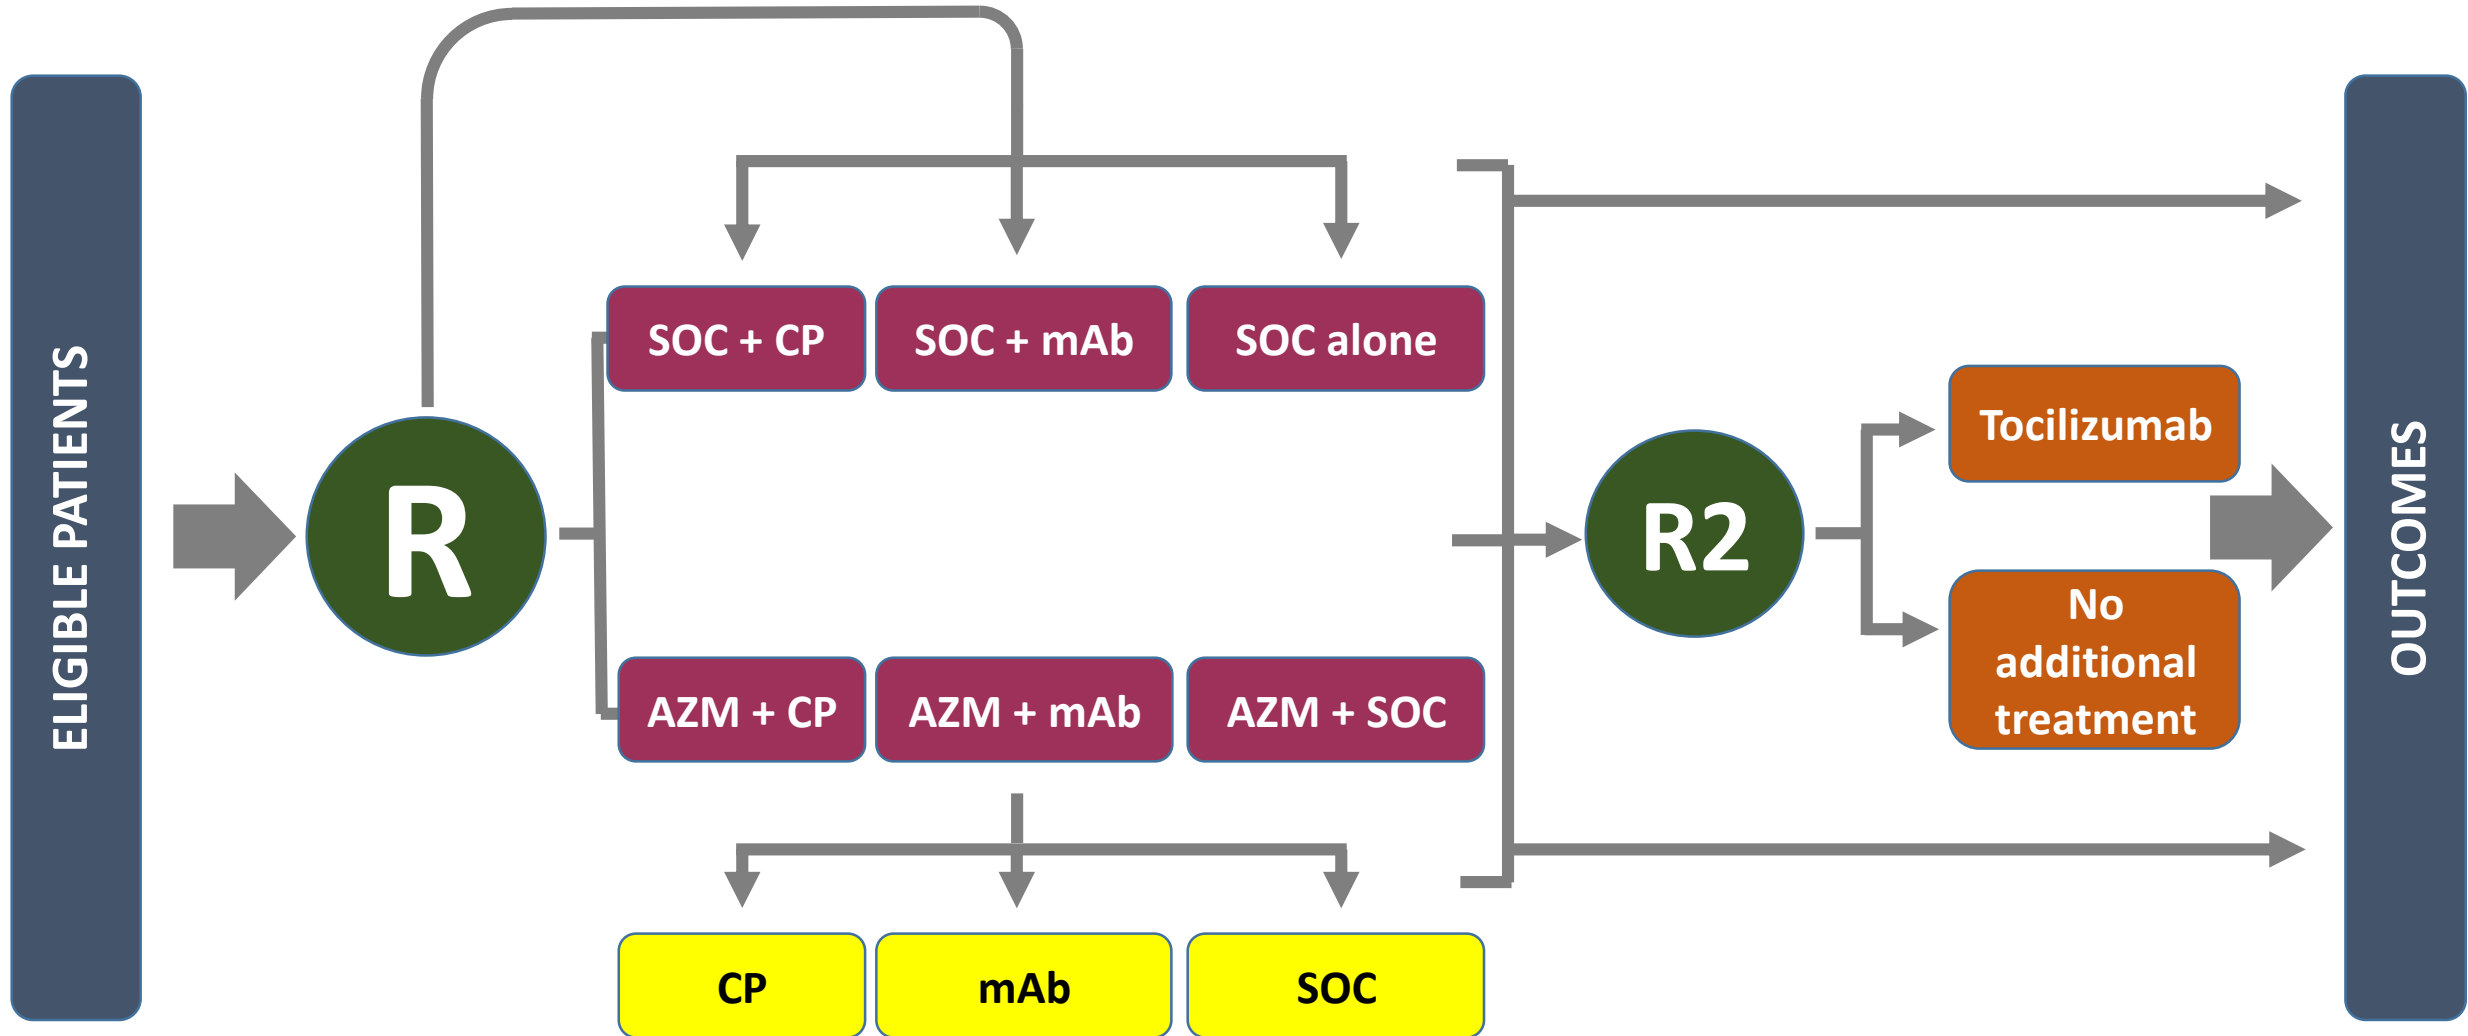 ELIGIBLE PATIENTS
R
SOC + CP
SOC + mAb
SOC alone
AZM + CP
AZM + mAb
AZM + SOC
CP
mAb
SOC
R2
Tocilizumab
No
additional
treatment
OUTCOMES